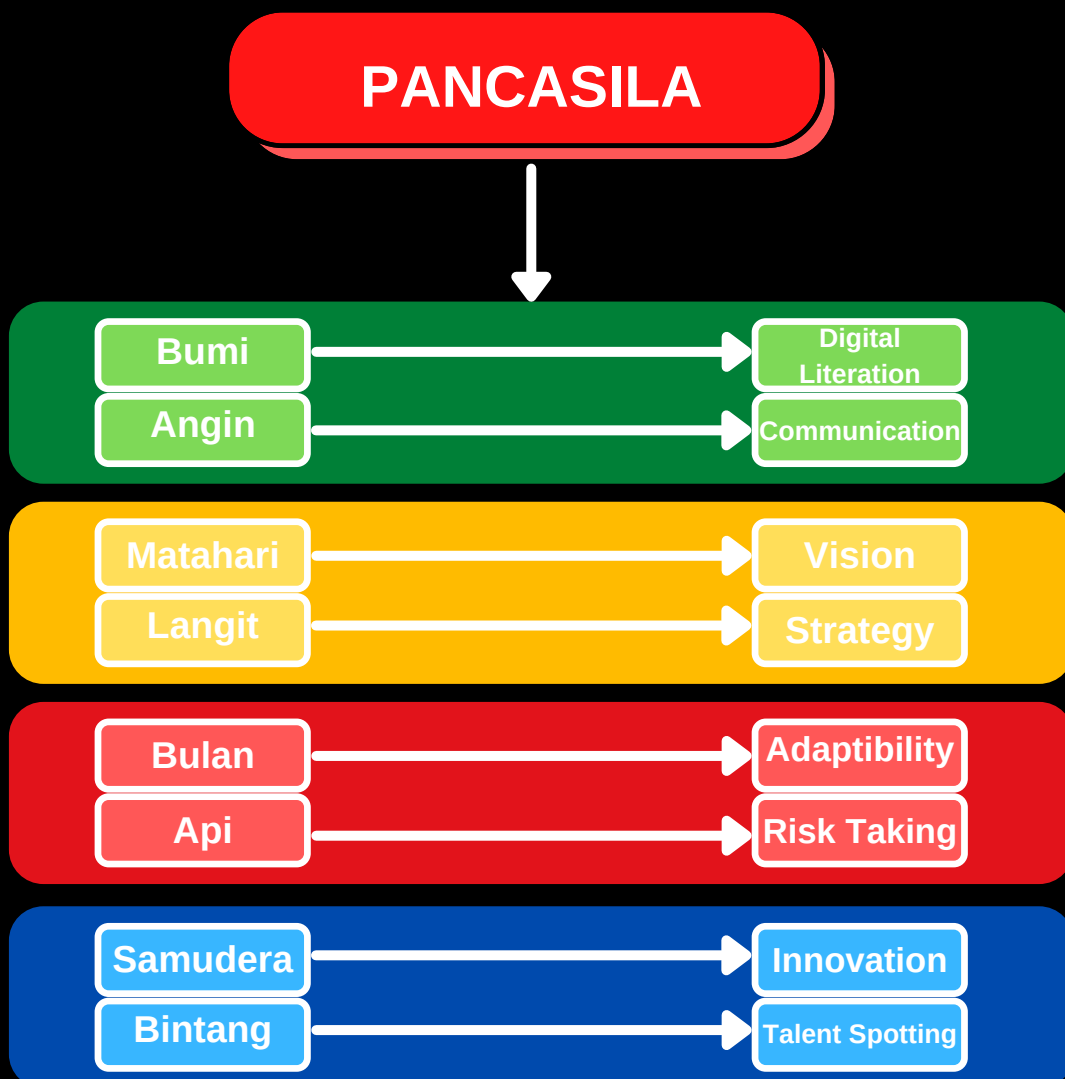 PANCASILA
Bumi
Digital
Literation
Angin
Communication
Matahari
Vision
Langit
Strategy
Bulan
Adaptibility
Api
Risk Taking
Samudera
Innovation
Bintang
Talent Spotting